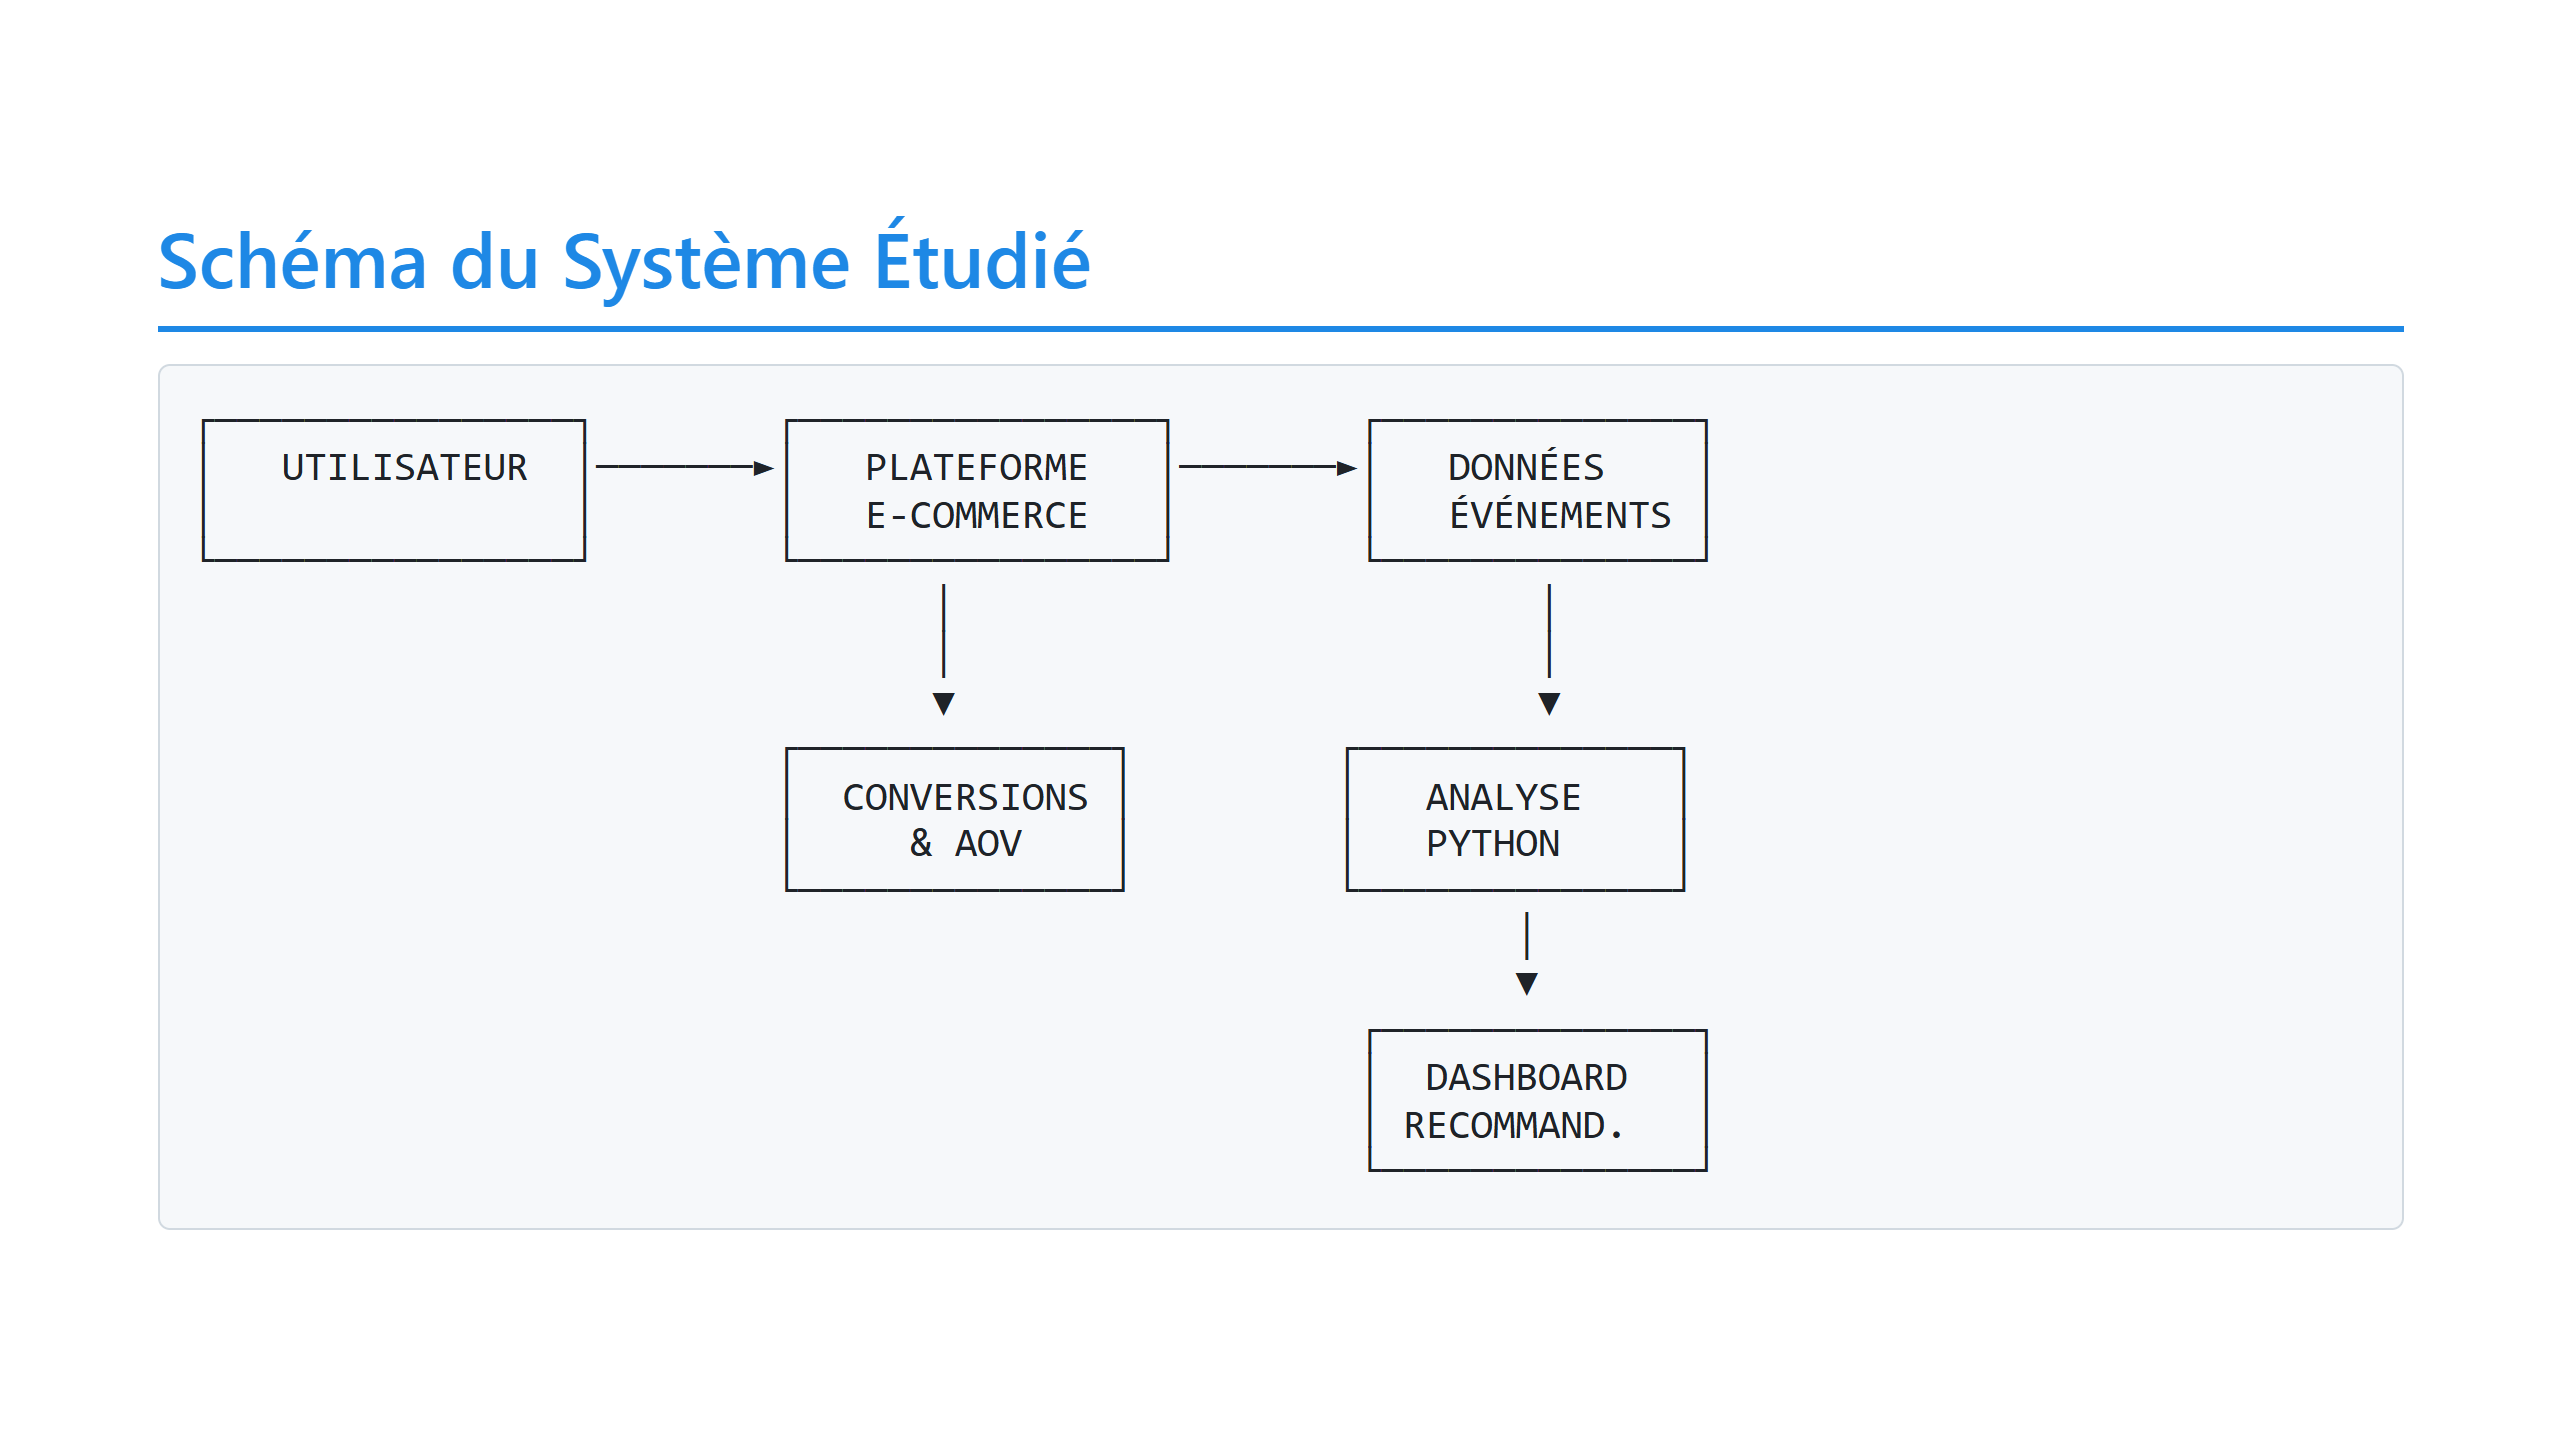 Schéma du Système Étudié
UTILISATEUR
PLATEFORME
E-COMMERCE
DONNÉES
ÉVÉNEMENTS
CONVERSIONS
& AOV
ANALYSE
PYTHON
DASHBOARD
RECOMMAND.